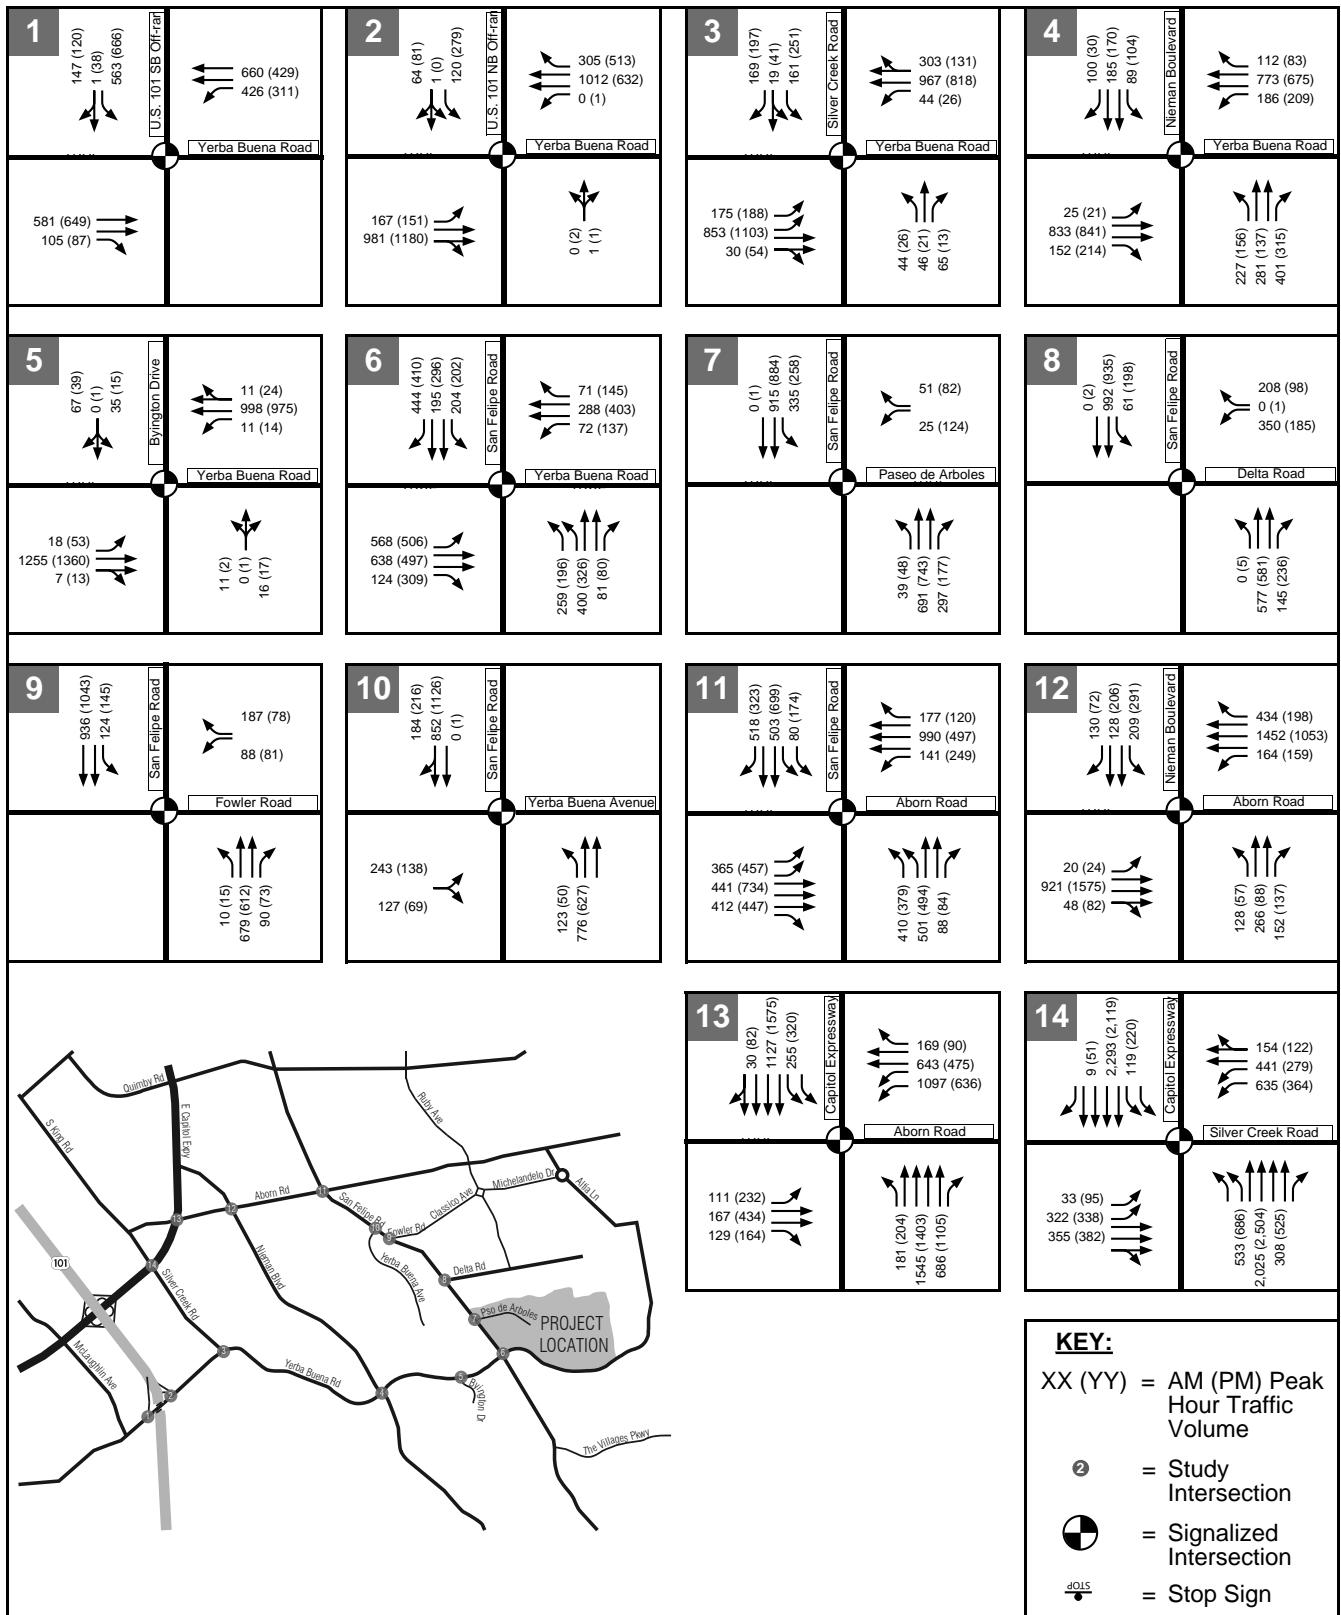 1
147 (120)
1 (38)
563 (666)
U.S. 101 SB Off-ram
660 (429)
426 (311)
Yerba Buena Road
581 (649)
105 (87)
2
64 (81)
1 (0)
120 (279)
U.S. 101 NB Off-ram
305 (513)
1012 (632)
0 (1)
Yerba Buena Road
167 (151)
981 (1180)
0 (2)
1 (1)
3
169 (197)
19 (41)
161 (251)
Silver Creek Road
303 (131)
967 (818)
44 (26)
Yerba Buena Road
175 (188)
853 (1103)
30 (54)
44 (26)
46 (21)
65 (13)
4
100 (30)
185 (170)
89 (104)
Nieman Boulevard
112 (83)
773 (675)
186 (209)
Yerba Buena Road
25 (21)
833 (841)
152 (214)
227 (156)
281 (137)
401 (315)
5
67 (39)
0 (1)
35 (15)
Byington Drive
11 (24)
998 (975)
11 (14)
Yerba Buena Road
18 (53)
1255 (1360)
7 (13)
11 (2)
0 (1)
16 (17)
6
444 (410)
195 (296)
204 (202)
San Felipe Road
71 (145)
288 (403)
72 (137)
Yerba Buena Road
568 (506)
638 (497)
124 (309)
259 (196)
400 (326)
81 (80)
7
0 (1)
915 (884)
335 (258)
San Felipe Road
51 (82)
25 (124)
Paseo de Arboles
39 (48)
691 (743)
297 (177)
8
0 (2)
992 (935)
61 (198)
San Felipe Road
208 (98)
0 (1)
350 (185)
Delta Road
0 (5)
577 (581)
145 (236)
9
936 (1043)
124 (145)
San Felipe Road
187 (78)
88 (81)
Fowler Road
10 (15)
679 (612)
90 (73)
10
184 (216)
852 (1126)
0 (1)
San Felipe Road
Yerba Buena Avenue
243 (138)
127 (69)
123 (50)
776 (627)
11
518 (323)
503 (699)
80 (174)
San Felipe Road
177 (120)
990 (497)
141 (249)
Aborn Road
365 (457)
441 (734)
412 (447)
410 (379)
501 (494)
88 (84)
12
130 (72)
128 (206)
209 (291)
Nieman Boulevard
434 (198)
1452 (1053)
164 (159)
Aborn Road
20 (24)
921 (1575)
48 (82)
128 (57)
266 (88)
152 (137)
13
30 (82)
1127 (1575)
255 (320)
Capitol Expressway
169 (90)
643 (475)
1097 (636)
Aborn Road
111 (232)
167 (434)
129 (164)
181 (204)
1545 (1403)
686 (1105)
14
9 (51)
2,293 (2,119)
119 (220)
Capitol Expressway
154 (122)
441 (279)
635 (364)
Silver Creek Road
33 (95)
322 (338)
355 (382)
533 (686)
2,025 (2,504)
308 (525)
Quimby Rd
S King Rd
E Capitol Expy
Ruby Ave
Aborn Rd
San Felipe Rd
Classico Ave
Michelandelo Dr
Altia Ln
Fowler Rd
Yerba Buena Ave
Delta Rd
Nieman Blvd
Silver Creek Rd
101
McLaughlin Ave
Yerba Buena Rd
Byington Dr
Pso de Arboles
PROJECT
LOCATION
The Villages Pkwy
1
2
3
4
5
6
7
8
9
10
11
12
13
14
KEY:
XX (YY) = AM (PM) Peak
Hour Traffic
Volume
2 = Study
Intersection
= Signalized
Intersection
STOP = Stop Sign